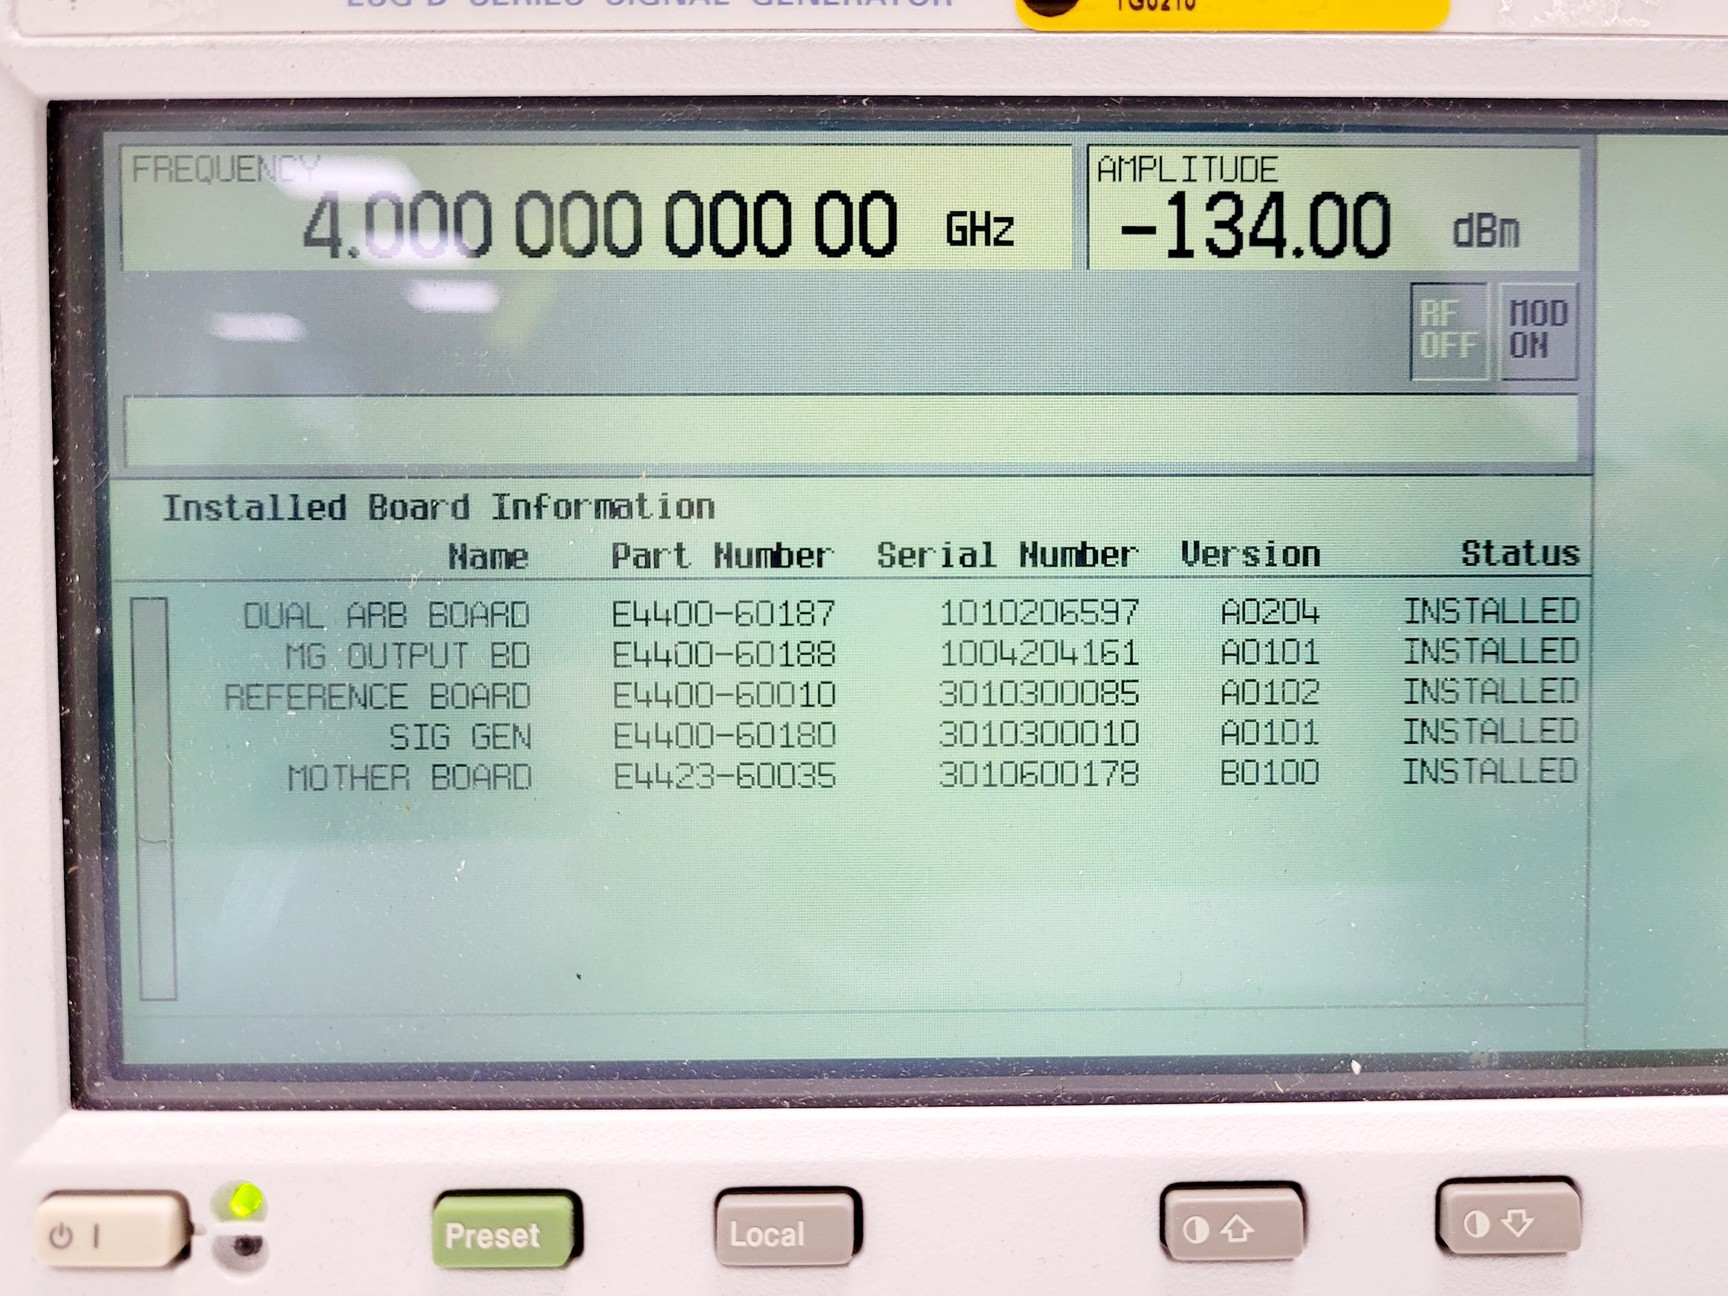 D SERIES SIGNAL GENERATOR
FREQUENCY
4.000 000 000 00 GHz
AMPLITUDE
-134.00 dBm
RF OFF
MOD ON
Installed Board Information
Name Part Number Serial Number Version Status
DUAL ARB BOARD E4400-60187 1010206597 A0204 INSTALLED
MG OUTPUT BD E4400-60188 1004204161 A0101 INSTALLED
REFERENCE BOARD E4400-60010 3010300085 A0102 INSTALLED
SIG GEN E4400-60180 3010300010 A0101 INSTALLED
MOTHER BOARD E4423-60035 3010600178 B0100 INSTALLED
Preset
Local